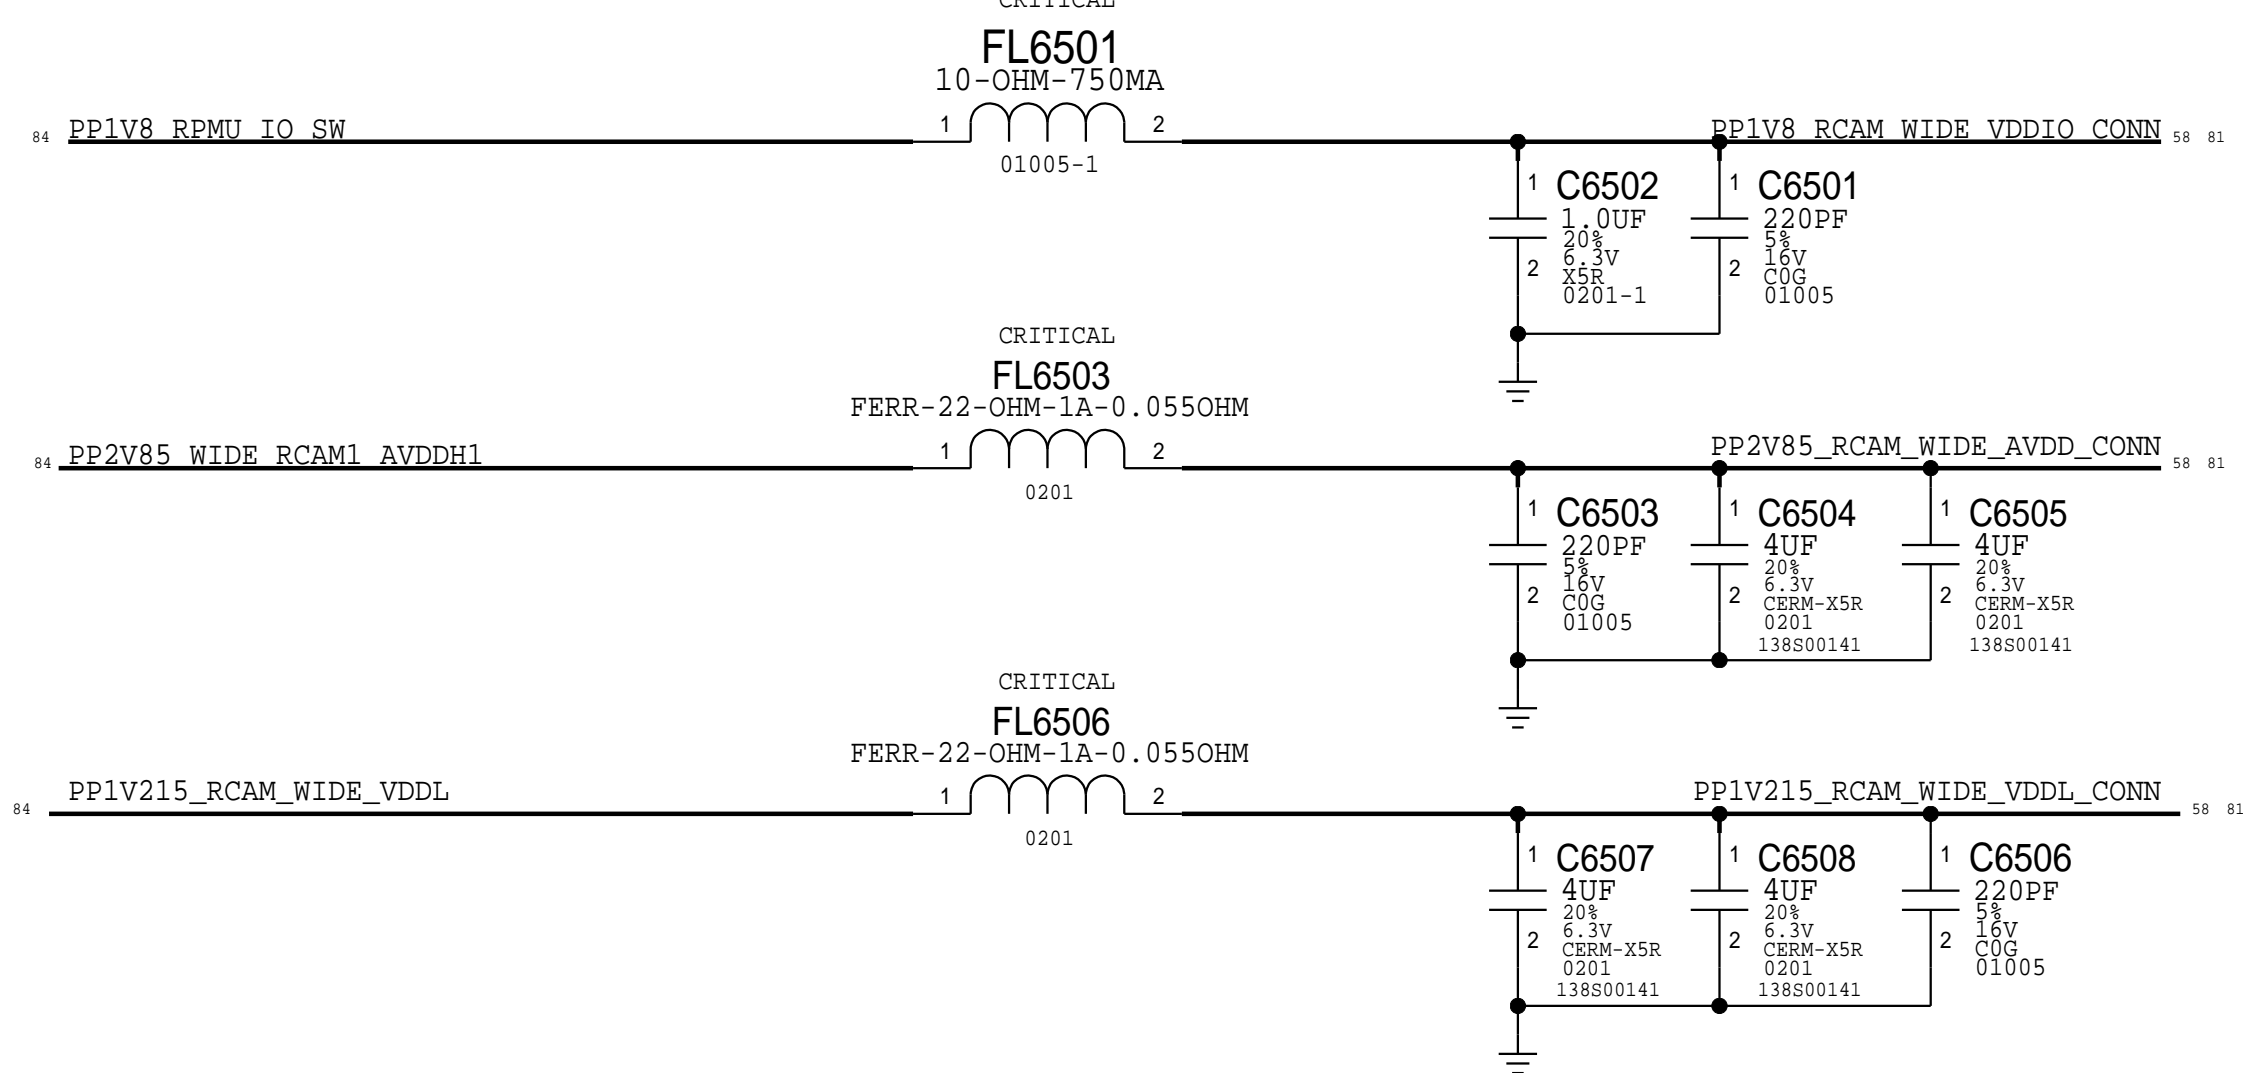 CRITICAL
FL6501
10-OHM-750MA
84 PP1V8_RPMU_IO_SW 1 2 PP1V8_RCAM_WIDE_VDDIO_CONN 58 81
01005-1
1 C6502 1 C6501
1.0UF 220PF
20% 5%
6.3V 16V
2 X5R 2 C0G
0201-1 01005
CRITICAL
FL6503
FERR-22-OHM-1A-0.055OHM
84 PP2V85_WIDE_RCAM1_AVDDH1 1 2 PP2V85_RCAM_WIDE_AVDD_CONN 58 81
0201
1 C6503 1 C6504 1 C6505
220PF 4UF 4UF
5% 20% 20%
16V 6.3V 6.3V
2 C0G 2 CERM-X5R 2 CERM-X5R
01005 0201 0201
138S00141 138S00141
CRITICAL
FL6506
FERR-22-OHM-1A-0.055OHM
84 PP1V215_RCAM_WIDE_VDDL 1 2 PP1V215_RCAM_WIDE_VDDL_CONN 58 81
0201
1 C6507 1 C6508 1 C6506
4UF 4UF 220PF
20% 20% 5%
6.3V 6.3V 16V
2 CERM-X5R 2 CERM-X5R 2 C0G
0201 0201 01005
138S00141 138S00141